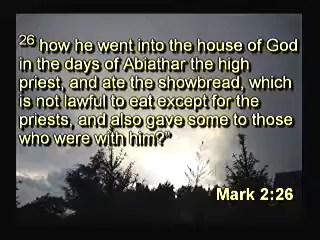 26 how he went into the house of God
in the days of Abiathar the high
priest, and ate the showbread, which
is not lawful to eat except for the
priests, and also gave some to those
who were with him?"
Mark 2:26